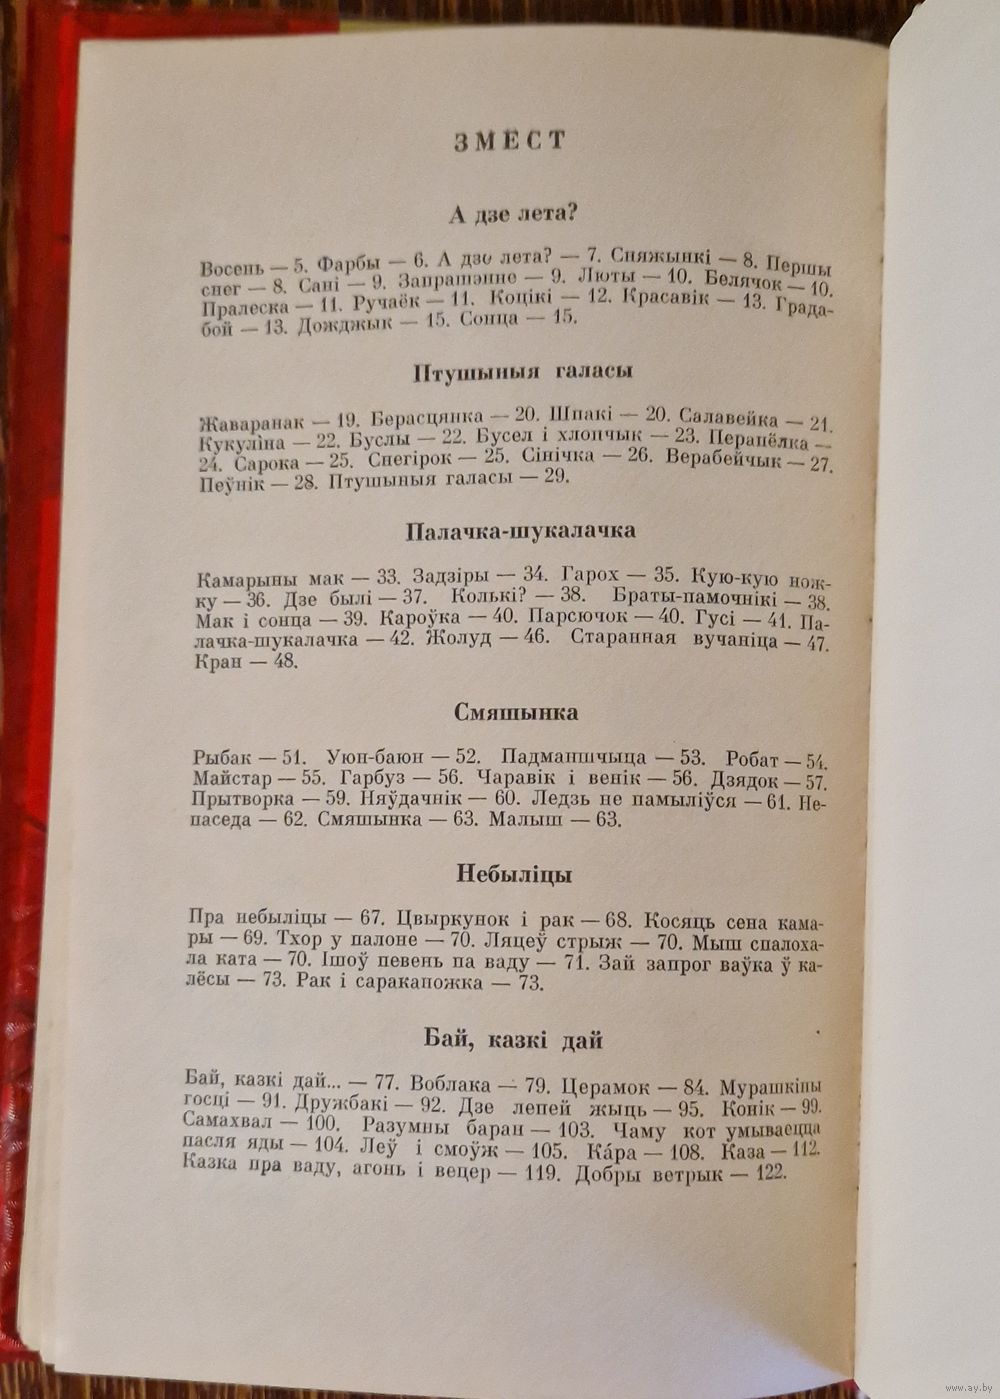 ЗМЕСТ
А дзе лета?
Восень — 5. Фарбы — 6. А дзе лета? — 7. Сняжынкі — 8. Першы
снег — 8. Сані — 9. Запрашэнне — 9. Люты — 10. Белячок — 10.
Пралеска — 11. Ручаёк — 11. Коцікі — 12. Красавік — 13. Града-
бой — 13. Дожджык — 15. Сонца — 15.
Птушыныя галасы
Жаваранак — 19. Берасцянка — 20. Шпакі — 20. Салавейка — 21.
Кукуліна — 22. Буслы — 22. Бусел і хлопчык — 23. Перапёлка —
24. Сарока — 25. Снегірок — 25. Сінічка — 26. Верабейчык — 27.
Пеўнік — 28. Птушыныя галасы — 29.
Палачка-шукалачка
Камарыны мак — 33. Задзіры — 34. Гарох — 35. Кую-кую нож-
ку — 36. Дзе былі — 37. Колькі? — 38. Браты-памочнікі — 38.
Мак і сонца — 39. Кароўка — 40. Парсючок — 40. Гусі — 41. Па-
лачка-шукалачка — 42. Жолуд — 46. Старанная вучаніца — 47.
Кран — 48.
Смяшынка
Рыбак — 51. Уюн-баюн — 52. Падманшчыца — 53. Робат — 54.
Майстар — 55. Гарбуз — 56. Чаравік і венік — 56. Дзядок — 57.
Прытворка — 59. Няўдачнік — 60. Ледзь не памыліўся — 61. Не-
паседа — 62. Смяшынка — 63. Малыш — 63.
Небыліцы
Пра небыліцы — 67. Цвыркунок і рак — 68. Косяць сена кама-
ры — 69. Тхор у палоне — 70. Ляцеў стрыж — 70. Мыш спалоха-
ла ката — 70. Ішоў певень па ваду — 71. Зай запрог ваўка ў ка-
лёсы — 73. Рак і сараканожка — 73.
Бай, казкі дай
Бай, казкі дай... — 77. Воблака — 79. Церамок — 84. Мурашкіны
госці — 91. Дружбакі — 92. Дзе лепей жыць — 95. Конік — 99.
Самахвал — 100. Разумны баран — 103. Чаму кот умываецца
пасля яды — 104. Леў і смоўж — 105. Ка́ра — 108. Каза — 112.
Казка пра ваду, агонь і вецер — 119. Добры ветрык — 122.
www.ay.by